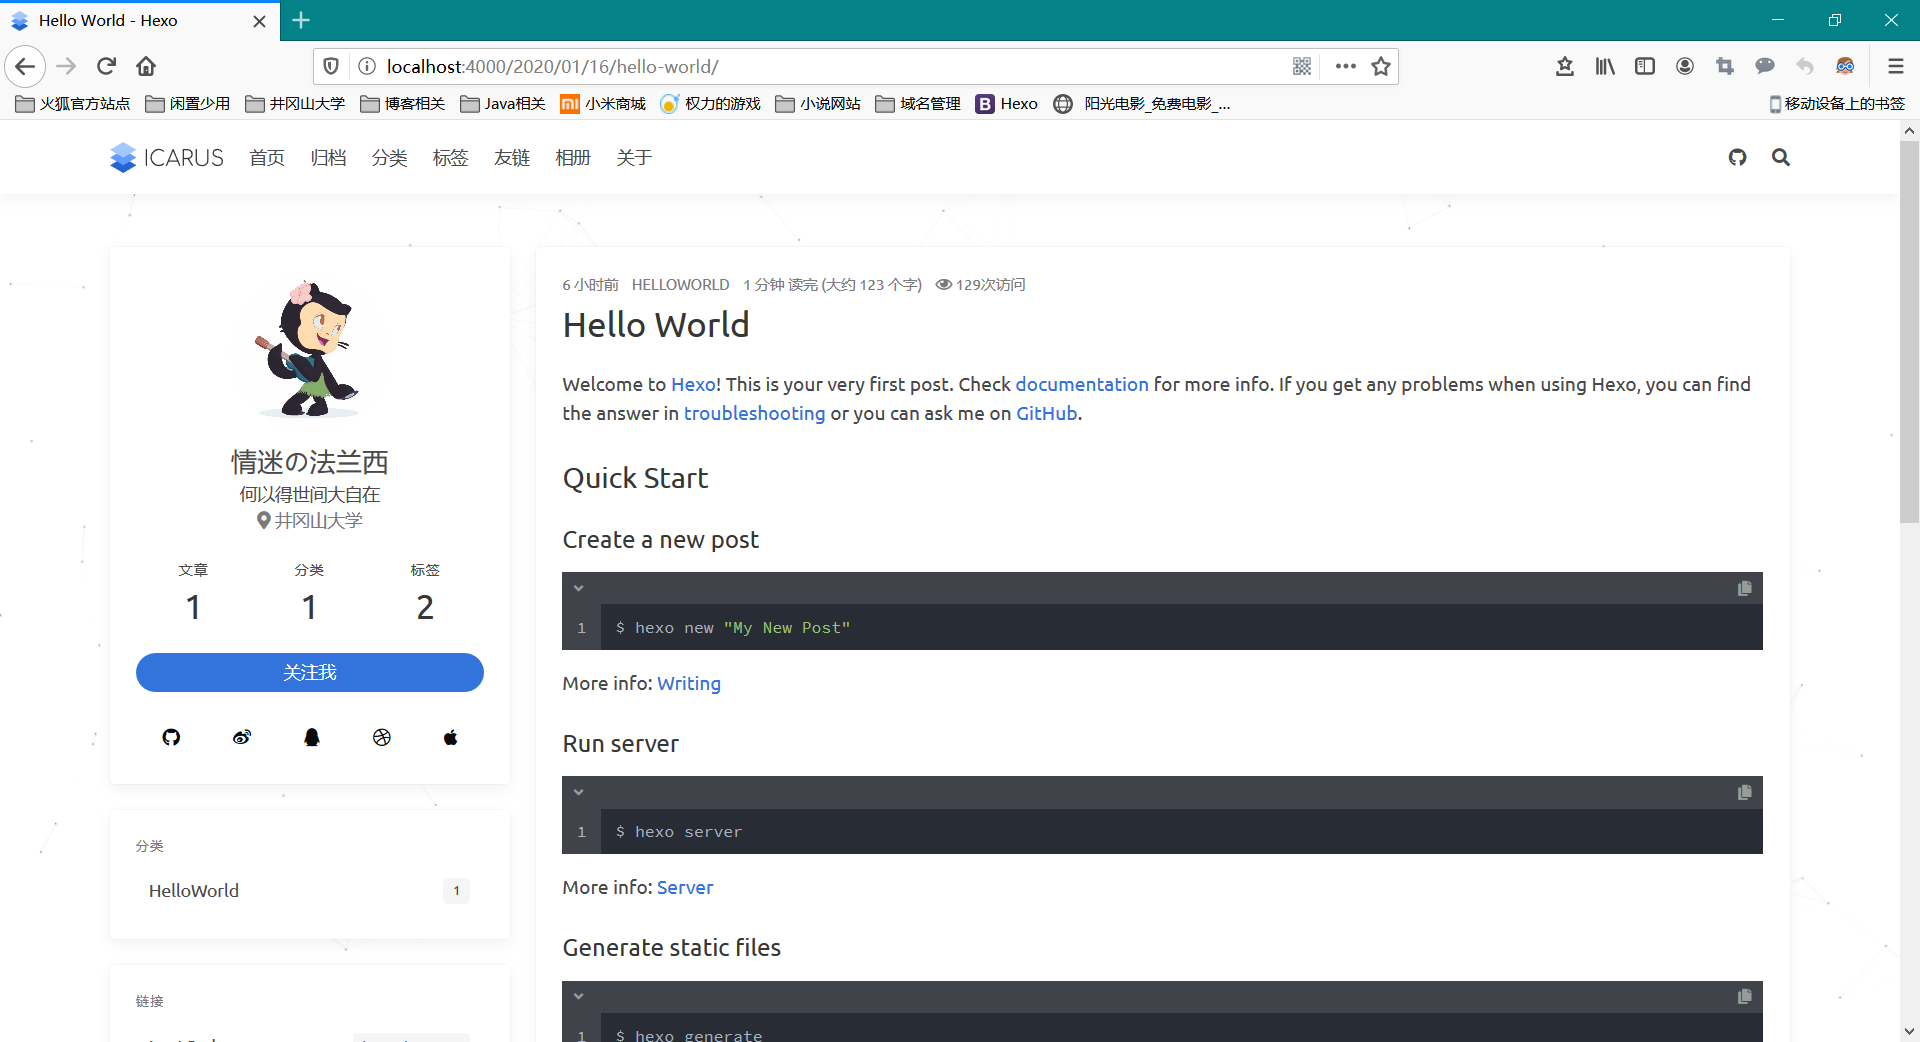 Hello World - Hexo
localhost:4000/2020/01/16/hello-world/
火狐官方站点 闲置少用 井冈山大学 博客相关 Java相关 小米商城 权力的游戏 小说网站 域名管理 B Hexo 阳光电影_免费电影_... 移动设备上的书签
ICARUS 首页 归档 分类 标签 友链 相册 关于
情迷の法兰西
何以得世间大自在
井冈山大学
文章 分类 标签
1 1 2
关注我
分类
HelloWorld 1
链接
6 小时前 HELLOWORLD 1 分钟 读完 (大约 123 个字) 129次访问
Hello World
Welcome to Hexo! This is your very first post. Check documentation for more info. If you get any problems when using Hexo, you can find
the answer in troubleshooting or you can ask me on GitHub.
Quick Start
Create a new post
1 $ hexo new "My New Post"
More info: Writing
Run server
1 $ hexo server
More info: Server
Generate static files
1 $ hexo generate